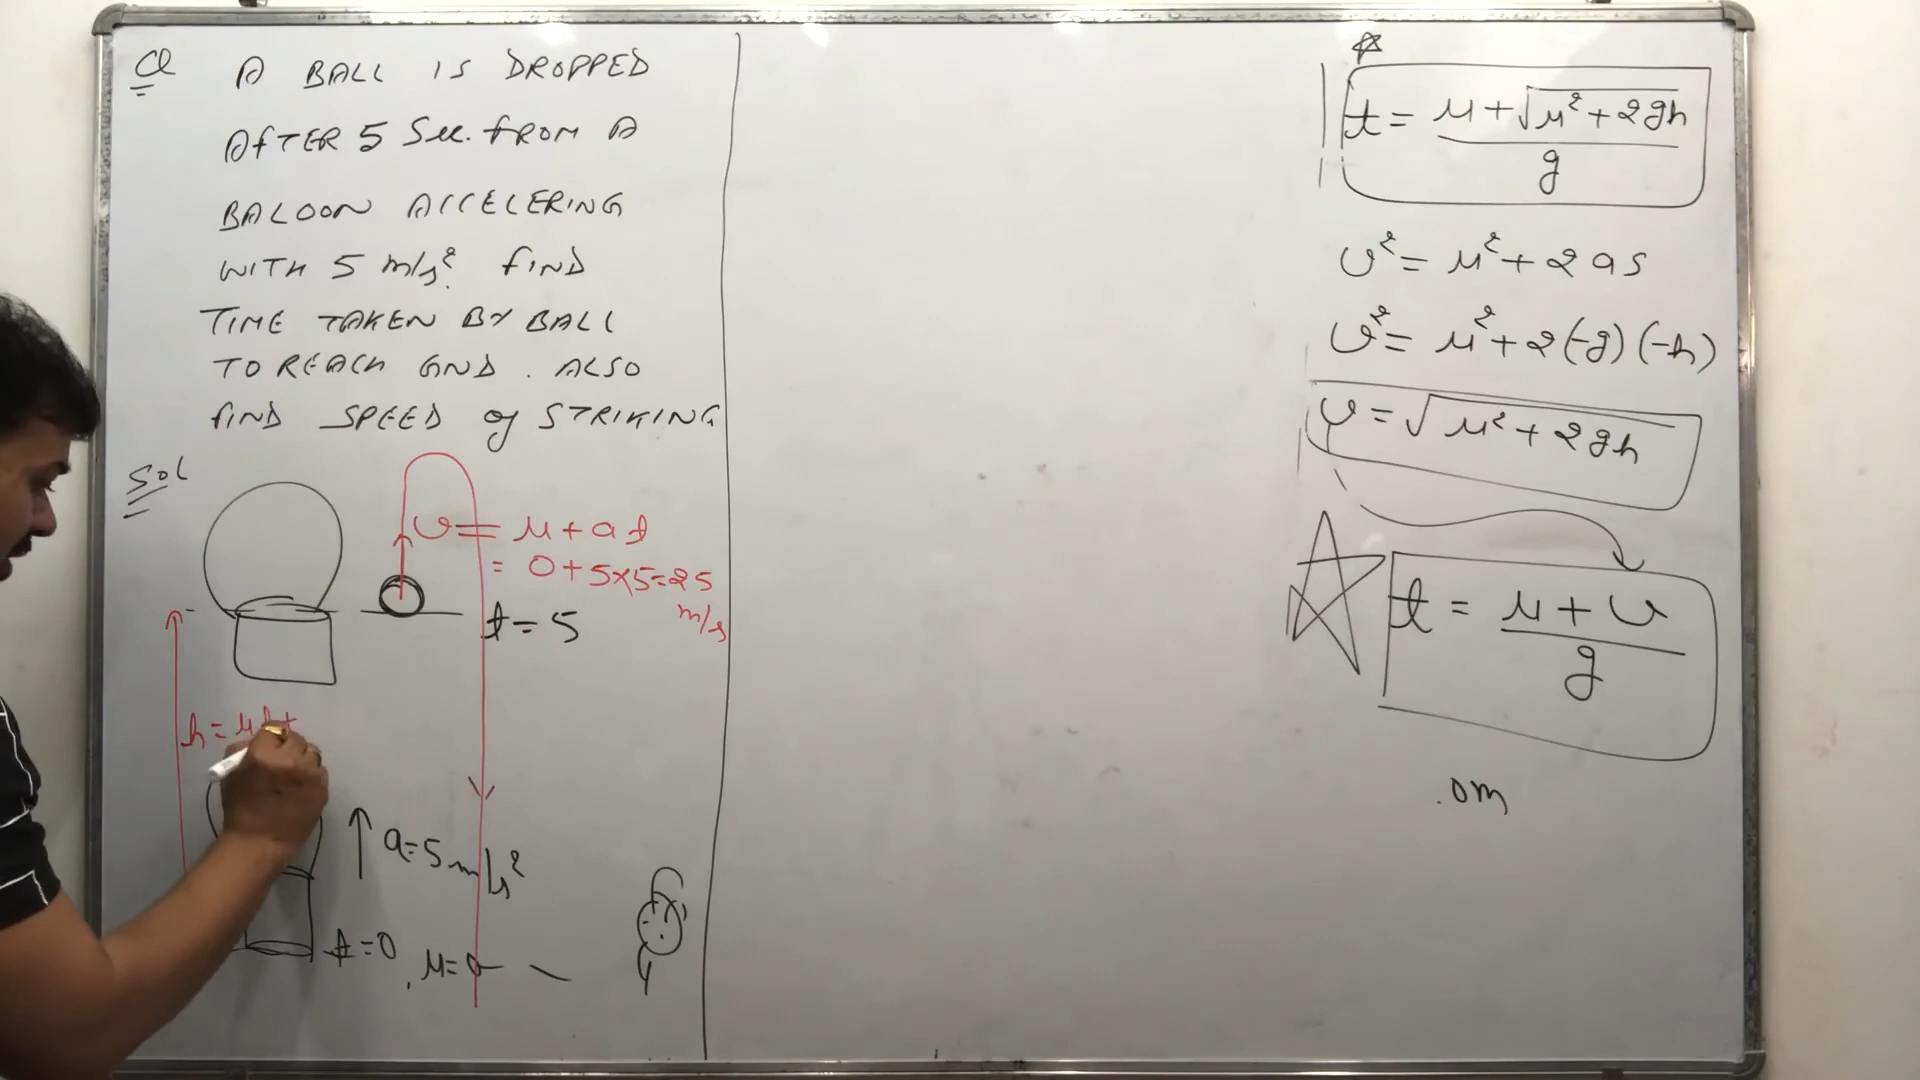 Q A BALL IS DROPPED
AFTER 5 Sec. FROM A
BALOON ACCELERING
WITH 5 m/s². FIND
TIME TAKEN BY BALL
TO REACH GND. ALSO
FIND SPEED of STRIKING
Sol
v = u + at
= 0 + 5×5 = 25
m/s
t = 5
h = ut +
a = 5 m/s²
t = 0, u = 0
t = u + √u² + 2gh
g
v² = u² + 2as
v² = u² + 2(-g)(-h)
v = √u² + 2gh
t = u + v
g
.om